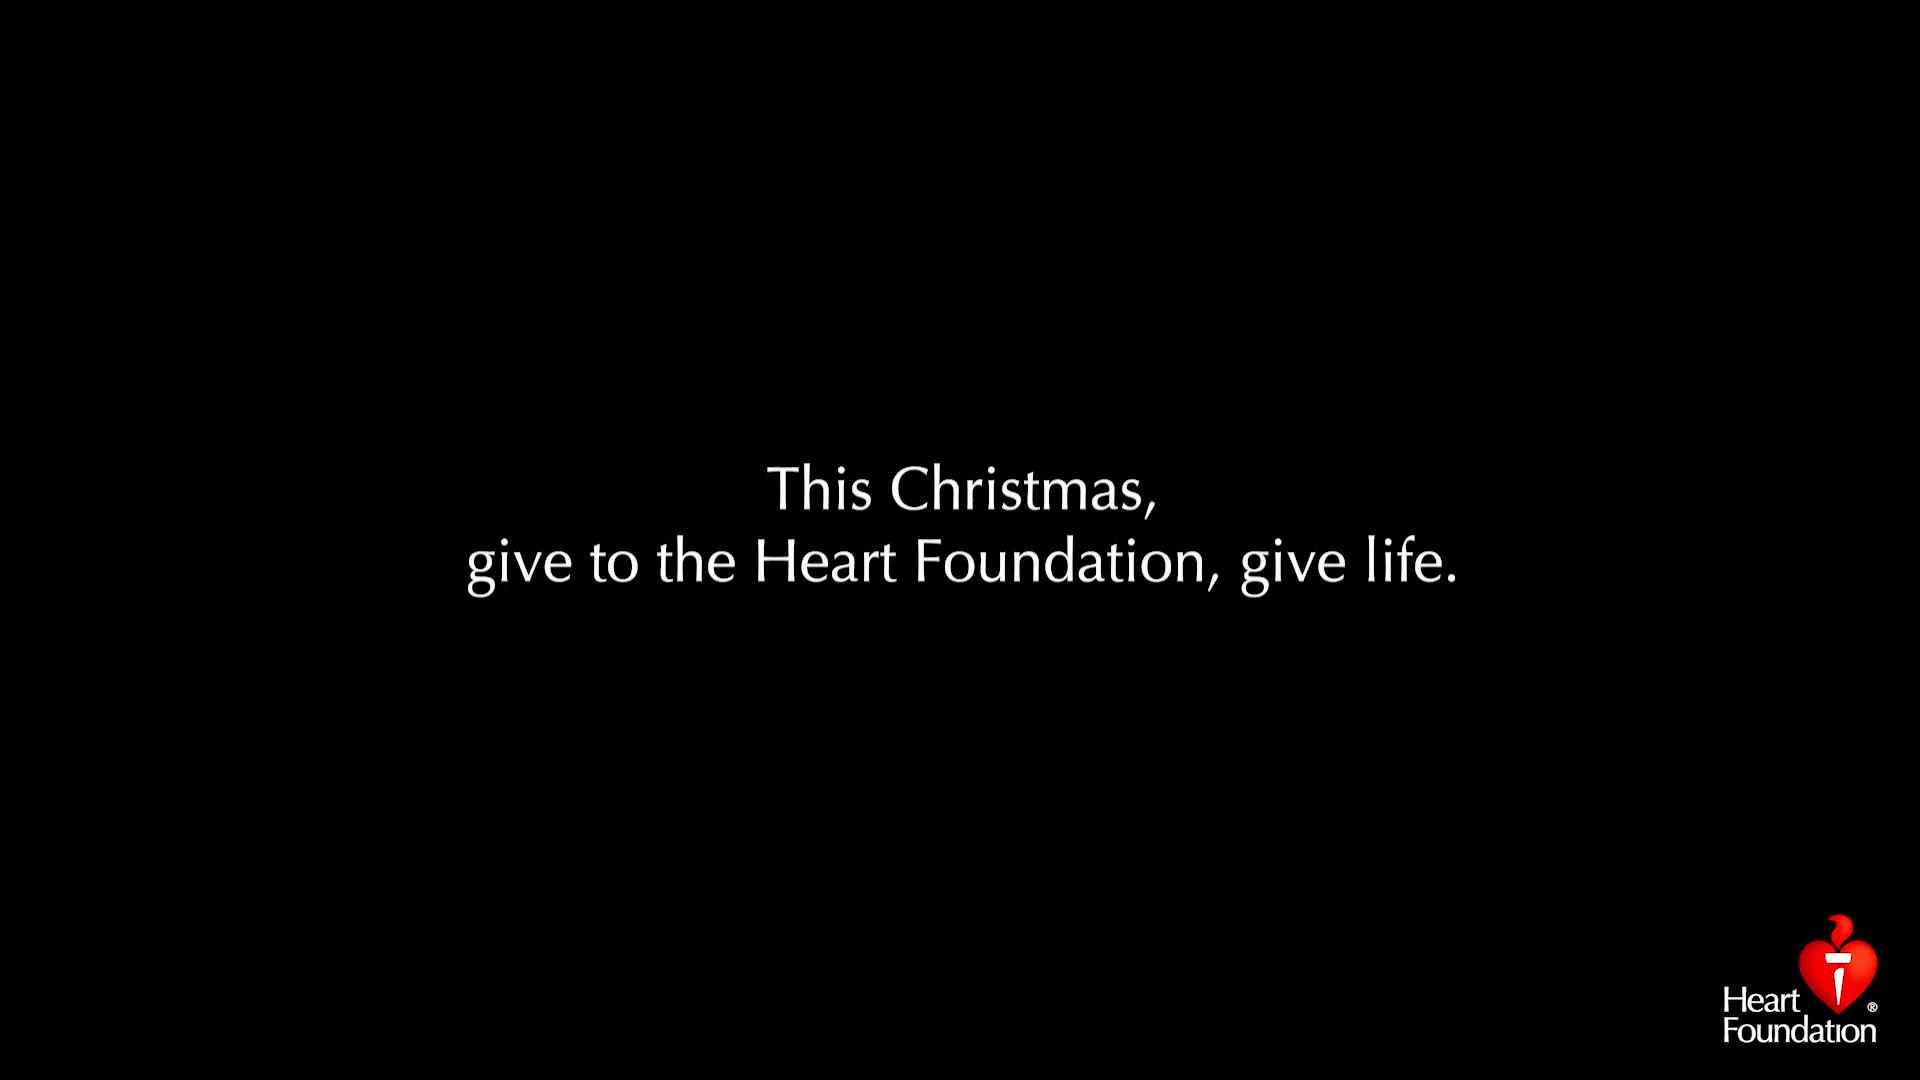 This Christmas,
give to the Heart Foundation, give life.
Heart
Foundation
®